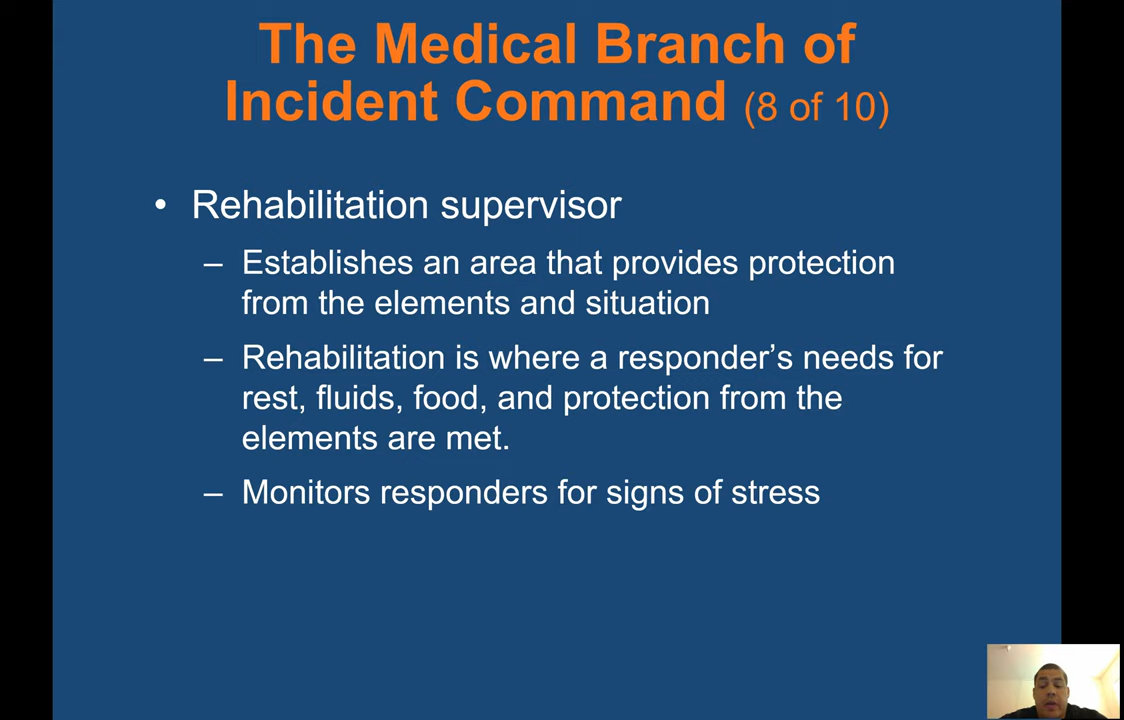 The Medical Branch of
Incident Command (8 of 10)
• Rehabilitation supervisor
– Establishes an area that provides protection
from the elements and situation
– Rehabilitation is where a responder’s needs for
rest, fluids, food, and protection from the
elements are met.
– Monitors responders for signs of stress